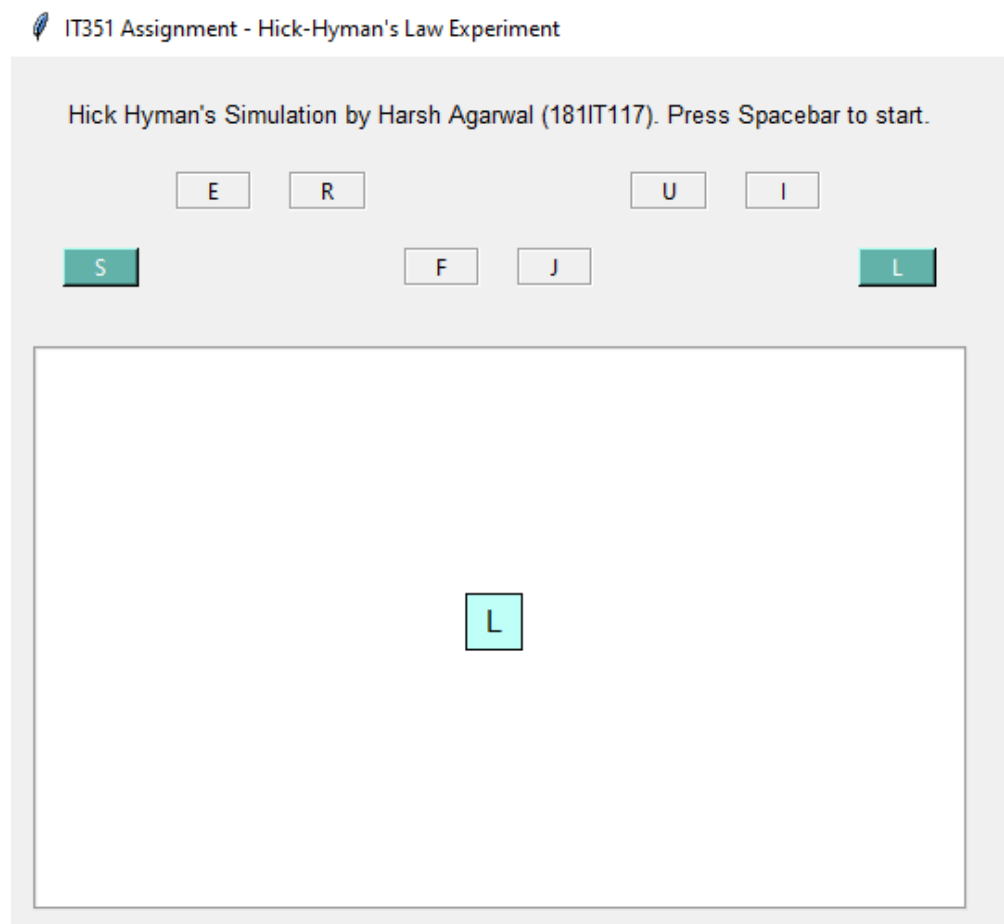 IT351 Assignment - Hick-Hyman's Law Experiment
Hick Hyman's Simulation by Harsh Agarwal (181IT117). Press Spacebar to start.
E R U I
S F J L
L